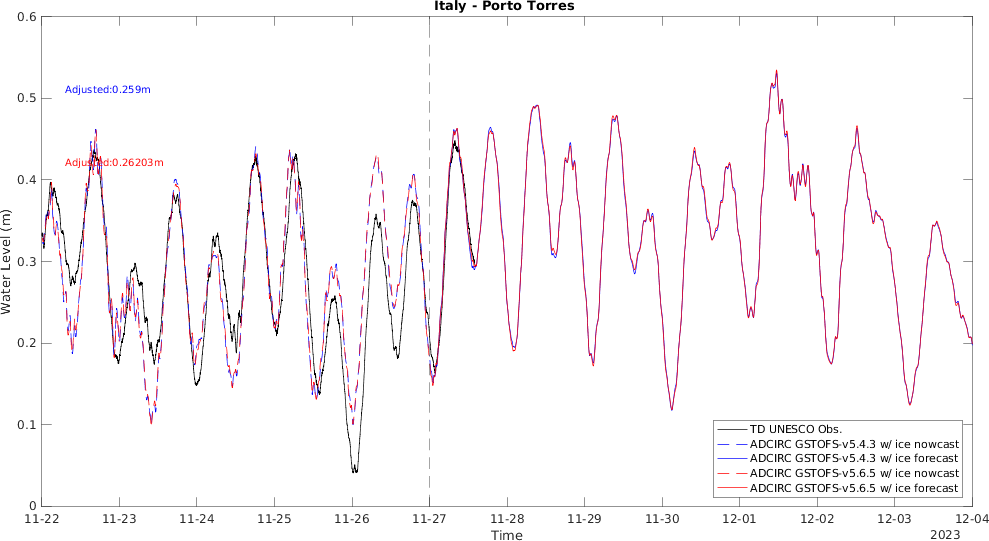 Italy - Porto Torres
0.6
0.5
0.4
0.3
0.2
0.1
0
Water Level (m)
Adjusted:0.259m
Adjusted:0.26203m
TD UNESCO Obs.
ADCIRC GSTOFS-v5.4.3 w/ ice nowcast
ADCIRC GSTOFS-v5.4.3 w/ ice forecast
ADCIRC GSTOFS-v5.6.5 w/ ice nowcast
ADCIRC GSTOFS-v5.6.5 w/ ice forecast
11-22 11-23 11-24 11-25 11-26 11-27 11-28 11-29 11-30 12-01 12-02 12-03 12-04
Time
2023